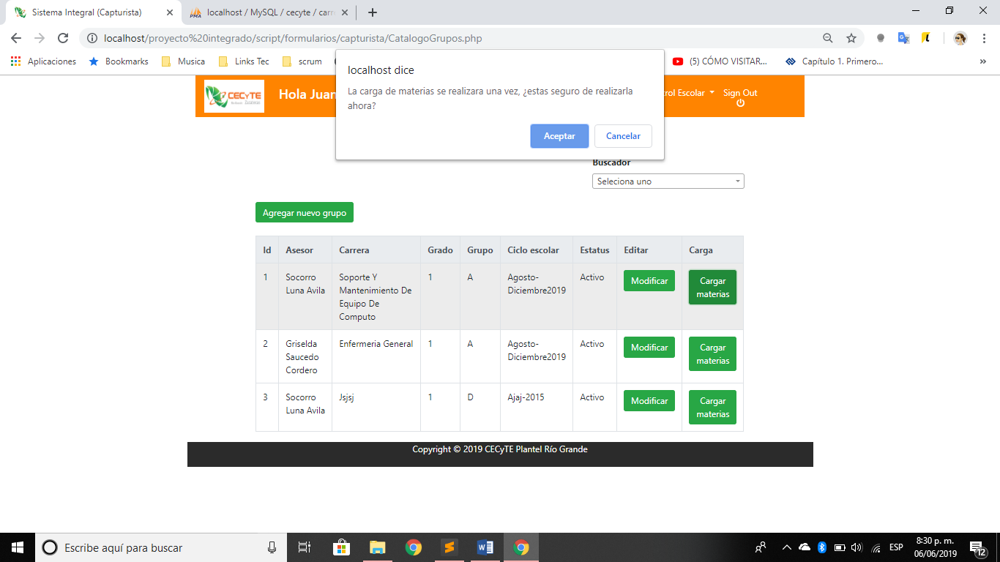 Sistema Integral (Capturista)
localhost / MySQL / cecyte / carr
localhost/proyecto%20integrado/script/formularios/capturista/CatalogoGrupos.php
Aplicaciones Bookmarks Musica Links Tec scrum (5) CÓMO VISITAR... Capítulo 1. Primero...
localhost dice
La carga de materias se realizara una vez, ¿estas seguro de realizarla
ahora?
Aceptar Cancelar
CECyTE Hola Juan rol Escolar Sign Out
Buscador
Seleciona uno
Agregar nuevo grupo
Id Asesor Carrera Grado Grupo Ciclo escolar Estatus Editar Carga
1 Socorro Soporte Y 1 A Agosto- Activo Modificar Cargar
Luna Avila Mantenimiento De Diciembre2019 materias
Equipo De
Computo
2 Griselda Enfermeria General 1 A Agosto- Activo Modificar Cargar
Saucedo Diciembre2019 materias
Cordero
3 Socorro Jsjsj 1 D Ajaj-2015 Activo Modificar Cargar
Luna Avila materias
Copyright © 2019 CECyTE Plantel Río Grande
Escribe aquí para buscar
ESP
8:30 p. m.
06/06/2019
12